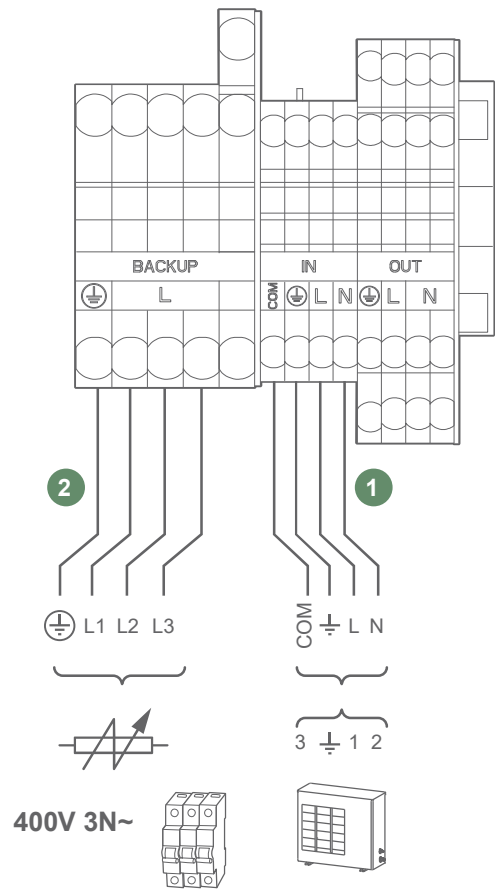 BACKUP IN OUT
⏚ L COM ⏚ L N ⏚ L N
2 1
⏚ L1 L2 L3 COM ⏚ L N
3 ⏚ 1 2
400V 3N~